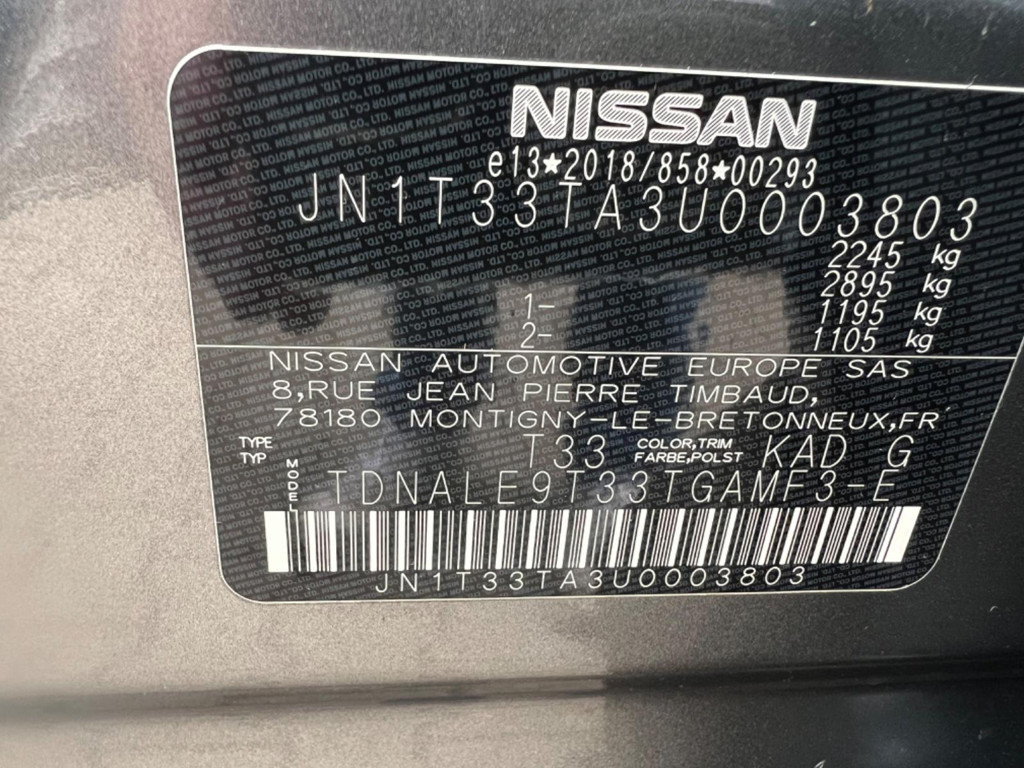 NISSAN
e13★2018/858★00293
JN1T33TA3U0003803
2245 kg
2895 kg
1- 1195 kg
2- 1105 kg
NISSAN AUTOMOTIVE EUROPE SAS
8,RUE JEAN PIERRE TIMBAUD,
78180 MONTIGNY-LE-BRETONNEUX,FR
TYPE TYP T33 COLOR,TRIM FARBE,POLST KAD G
MODEL TDNALE9T33TGAMF3-E
JN1T33TA3U0003803